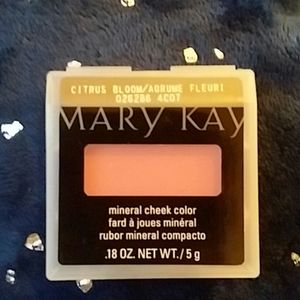 CITRUS BLOOM/AGRUME FLEURI
026286 4C07
MARY KAY
mineral cheek color
fard à joues minéral
rubor mineral compacto
.18 OZ. NET WT./5 g